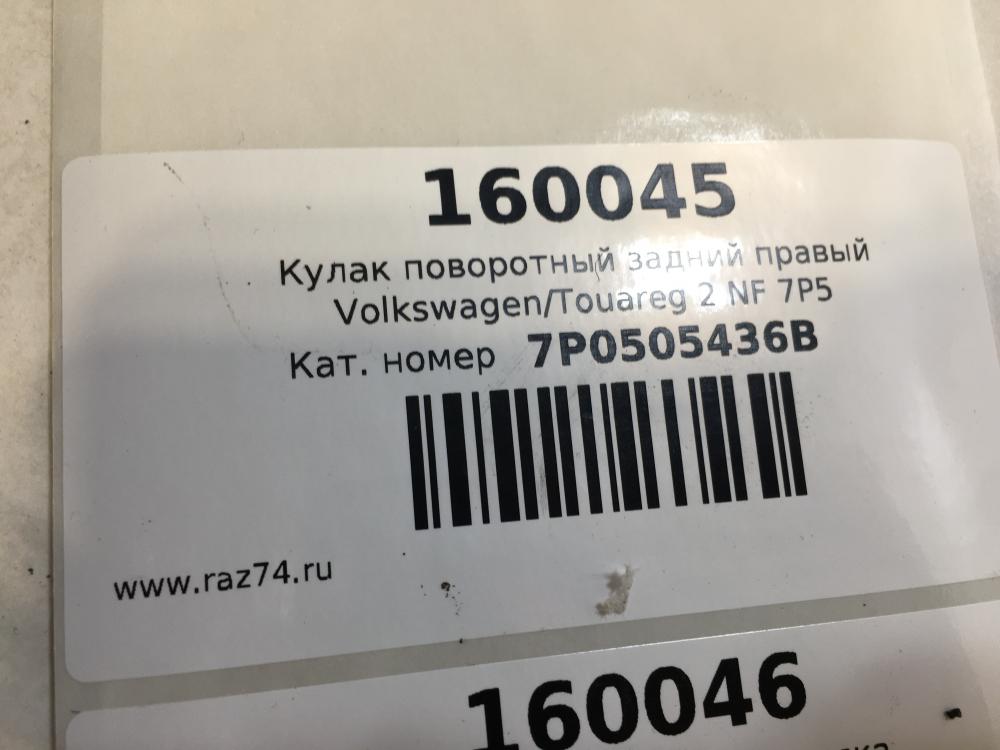 160045
Кулак поворотный задний правый
Volkswagen/Touareg 2 NF 7P5
Кат. номер 7P0505436B
www.raz74.ru
160046